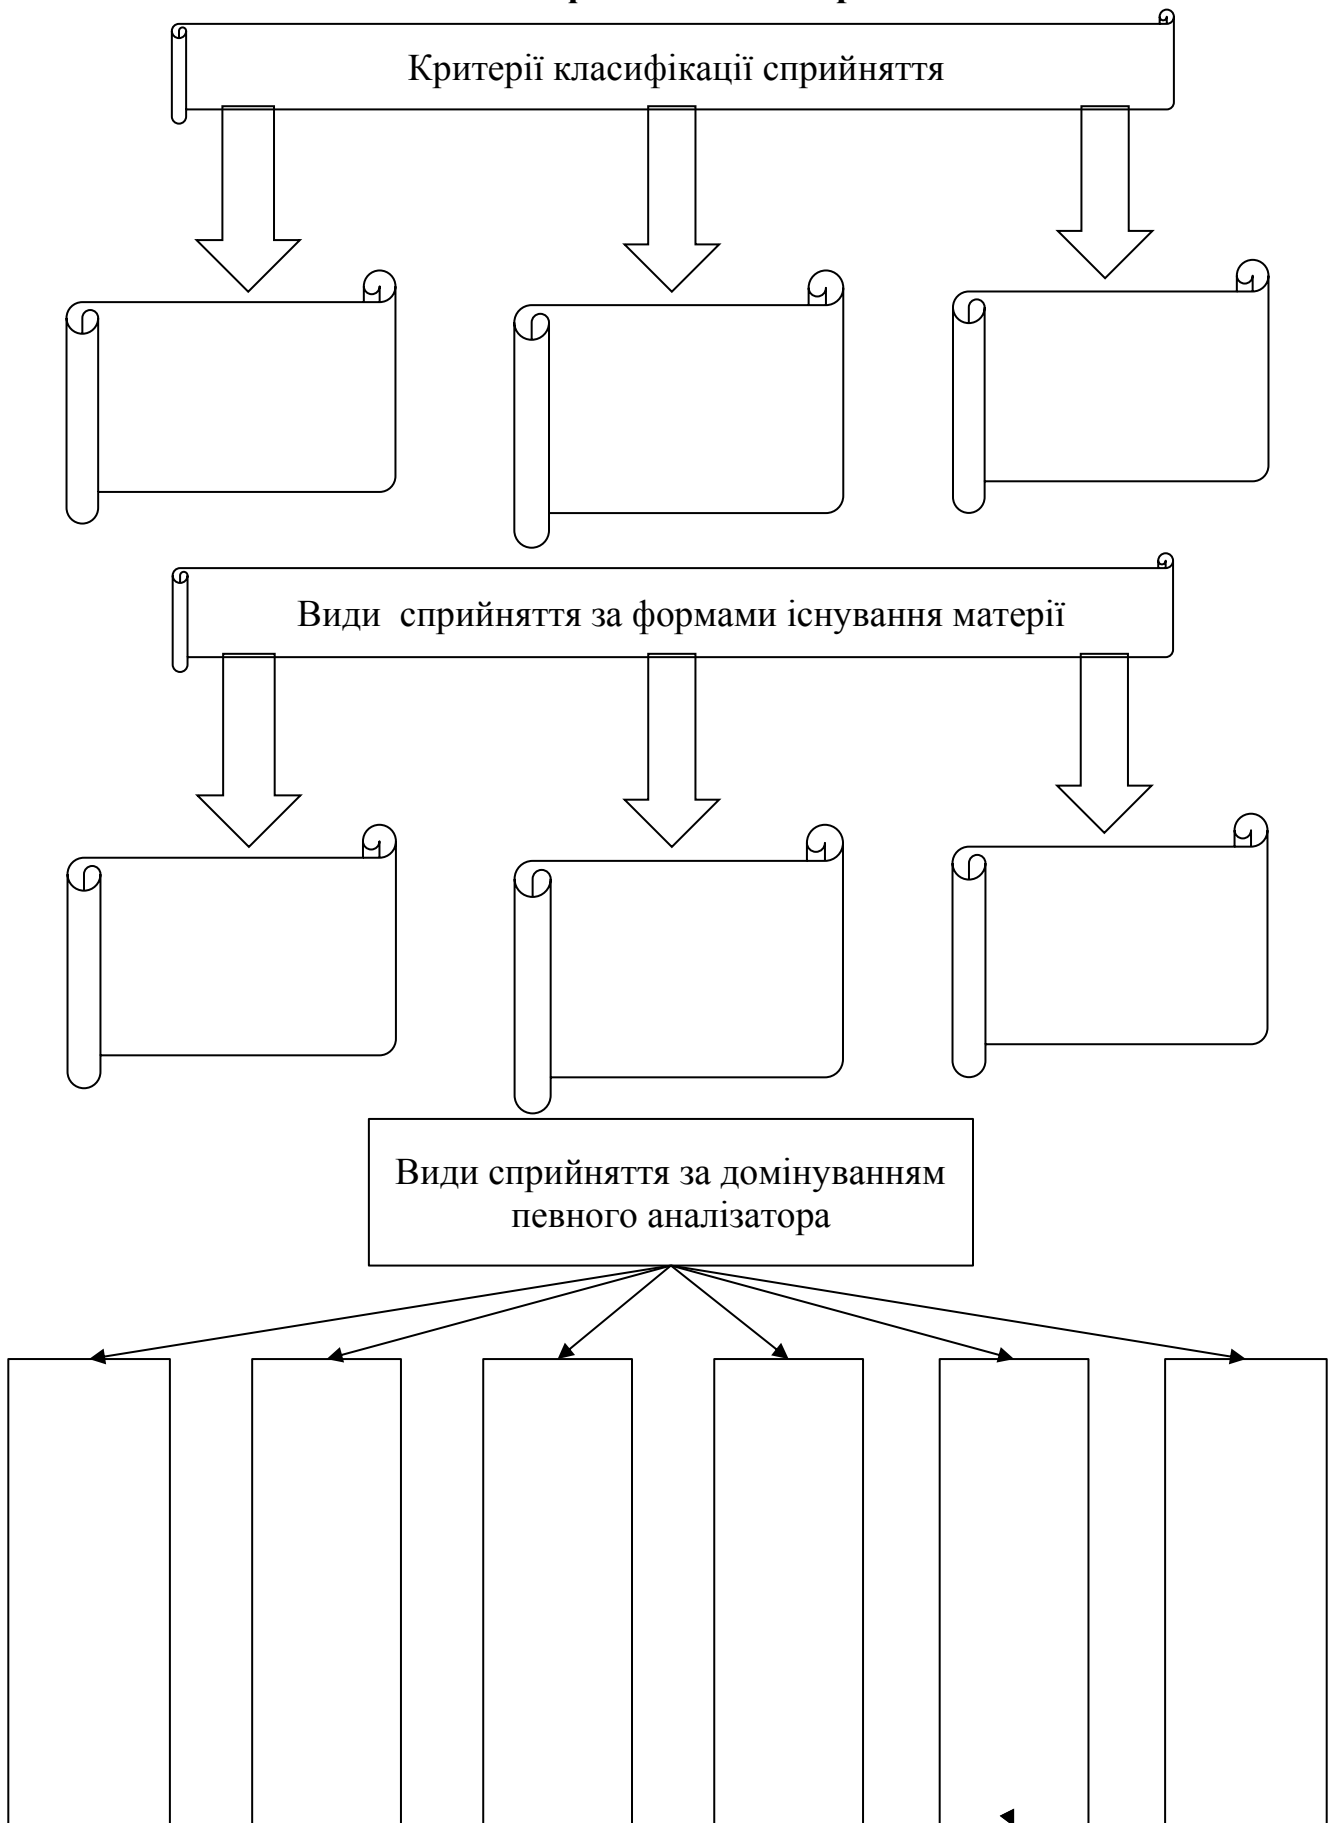 Критерії класифікації сприйняття
Види сприйняття за формами існування матерії
Види сприйняття за домінуванням
певного аналізатора